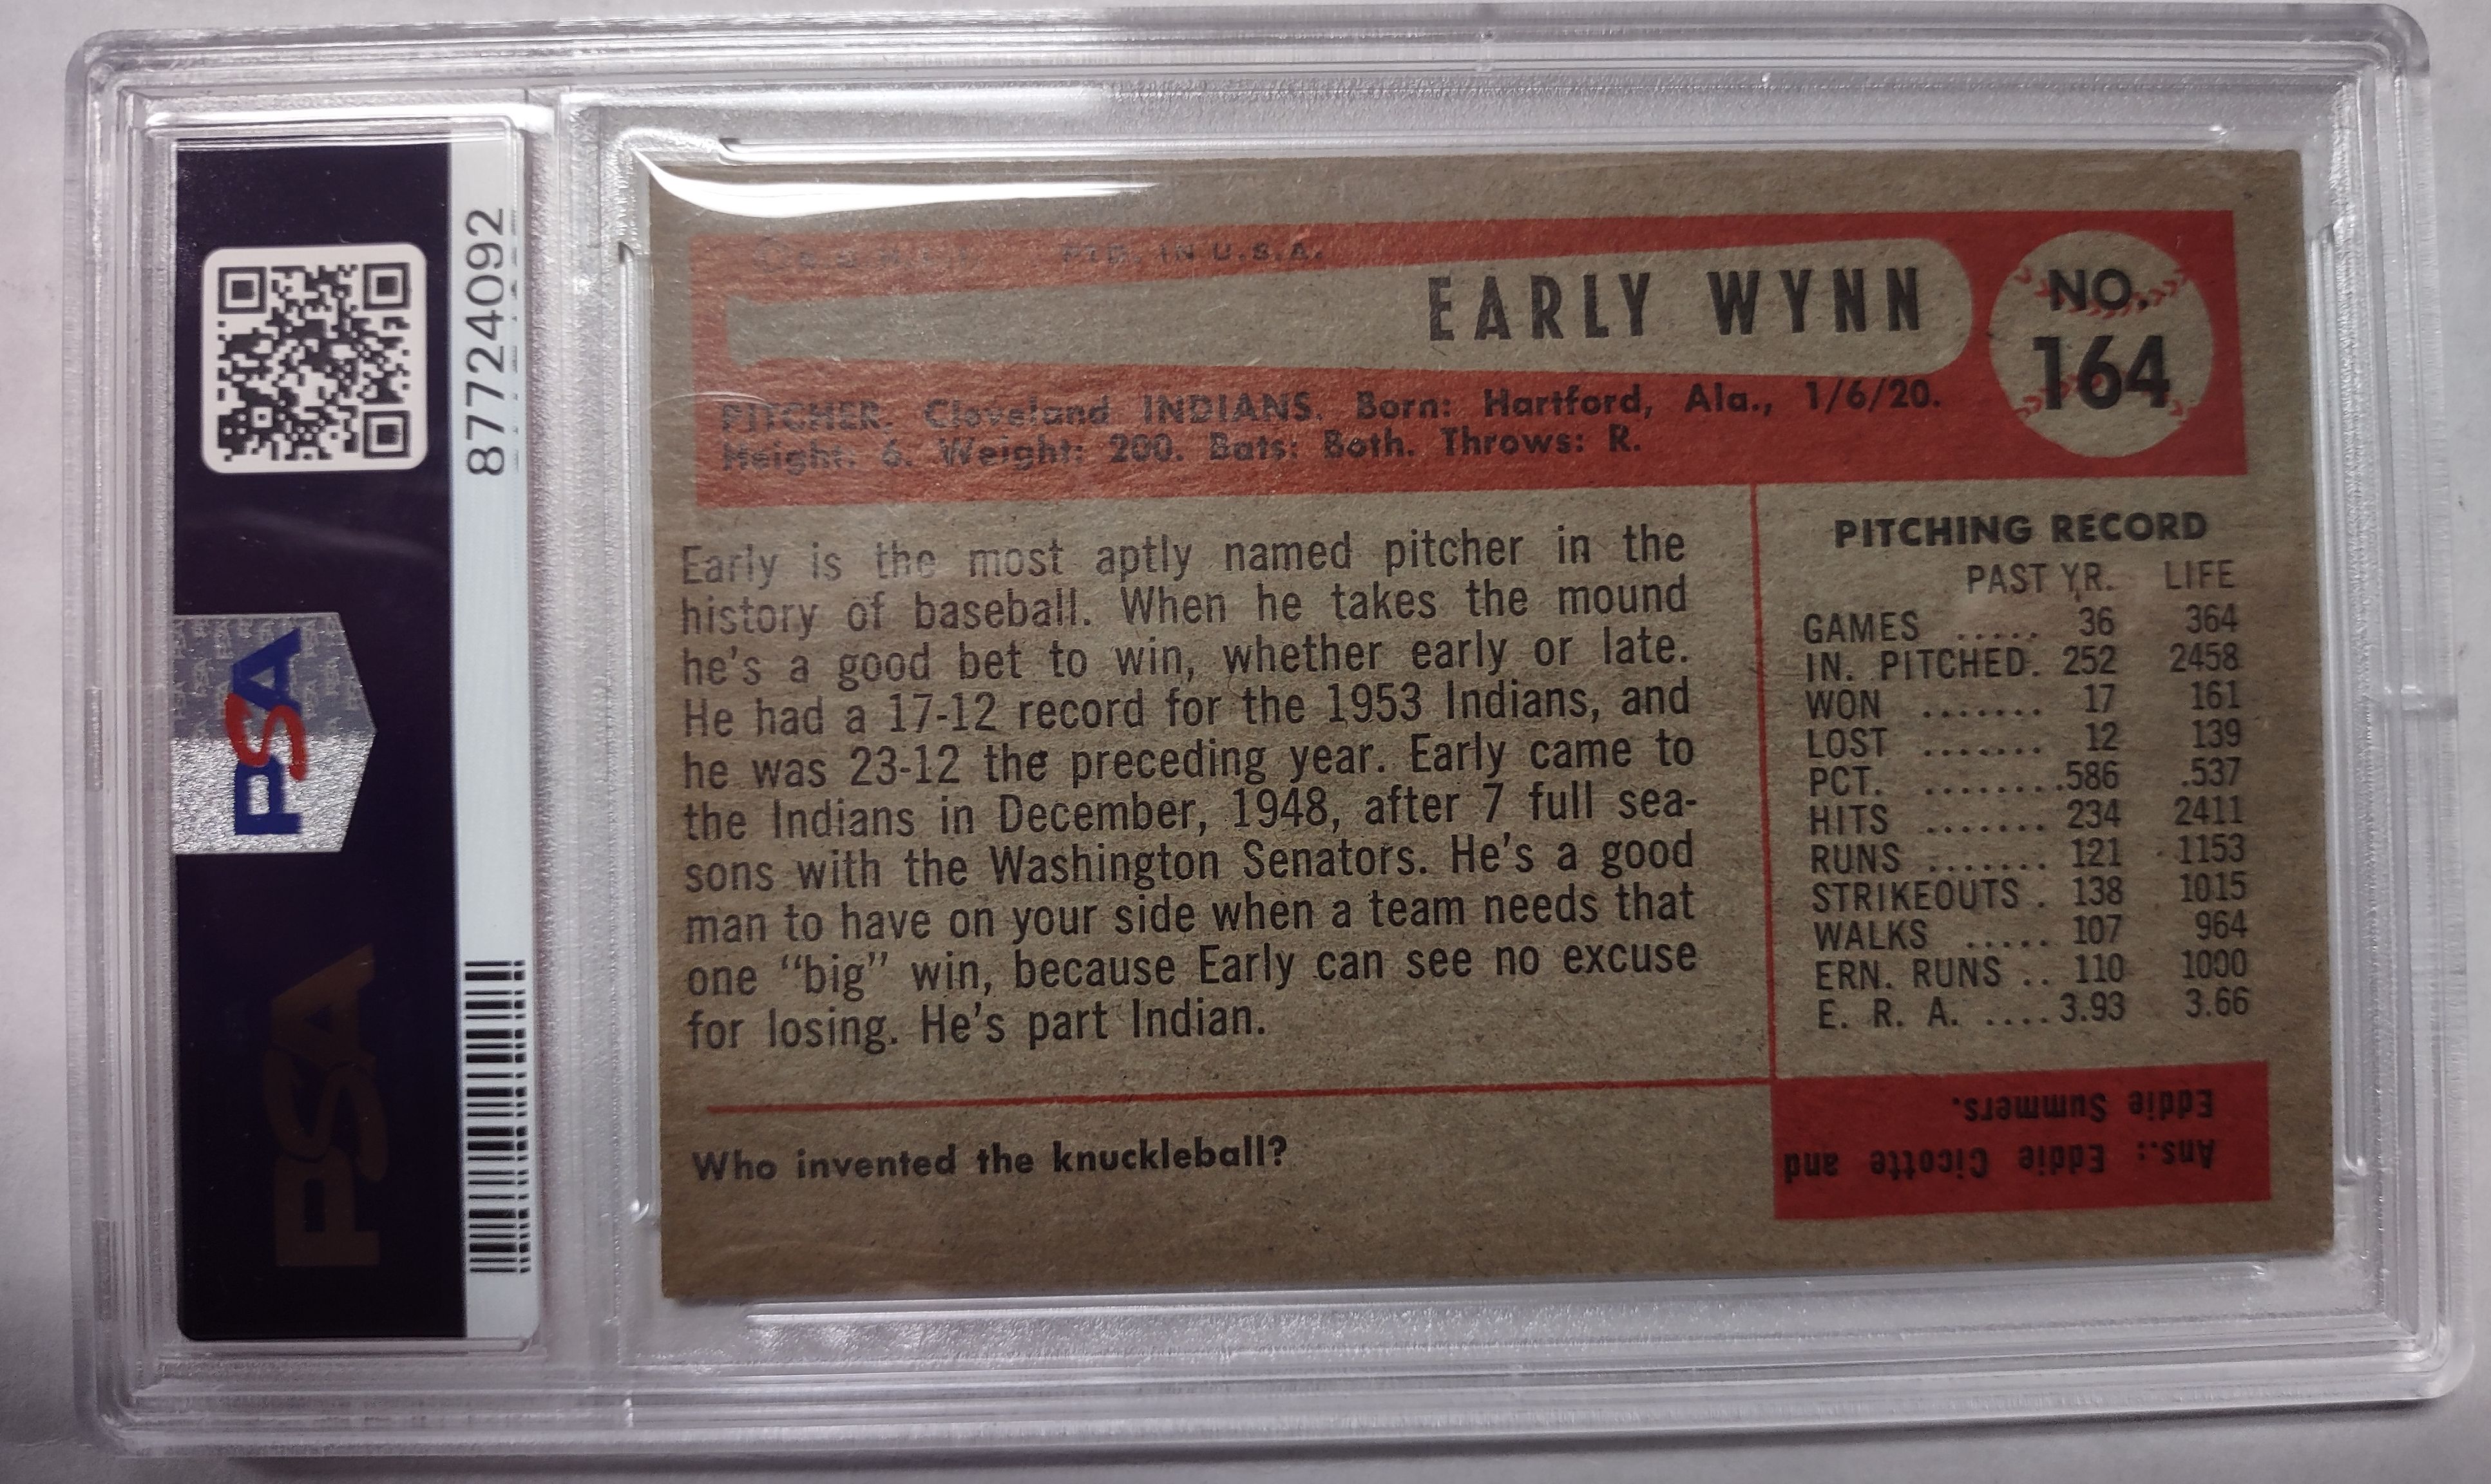 87724092
PSA
PSA
PTD. IN U.S.A.
EARLY WYNN
NO.
164
PITCHER. Cleveland INDIANS. Born: Hartford, Ala., 1/6/20.
Height: 6. Weight: 200. Bats: Both. Throws: R.
Early is the most aptly named pitcher in the
history of baseball. When he takes the mound
he's a good bet to win, whether early or late.
He had a 17-12 record for the 1953 Indians, and
he was 23-12 the preceding year. Early came to
the Indians in December, 1948, after 7 full sea-
sons with the Washington Senators. He's a good
man to have on your side when a team needs that
one "big" win, because Early can see no excuse
for losing. He's part Indian.
PITCHING RECORD
PAST YR. LIFE
GAMES ..... 36 364
IN. PITCHED. 252 2458
WON ....... 17 161
LOST ....... 12 139
PCT. ........ .586 .537
HITS ....... 234 2411
RUNS ....... 121 1153
STRIKEOUTS . 138 1015
WALKS ..... 107 964
ERN. RUNS .. 110 1000
E. R. A. .... 3.93 3.66
Who invented the knuckleball?
Ans.: Eddie Cicotte and
Eddie Summers.